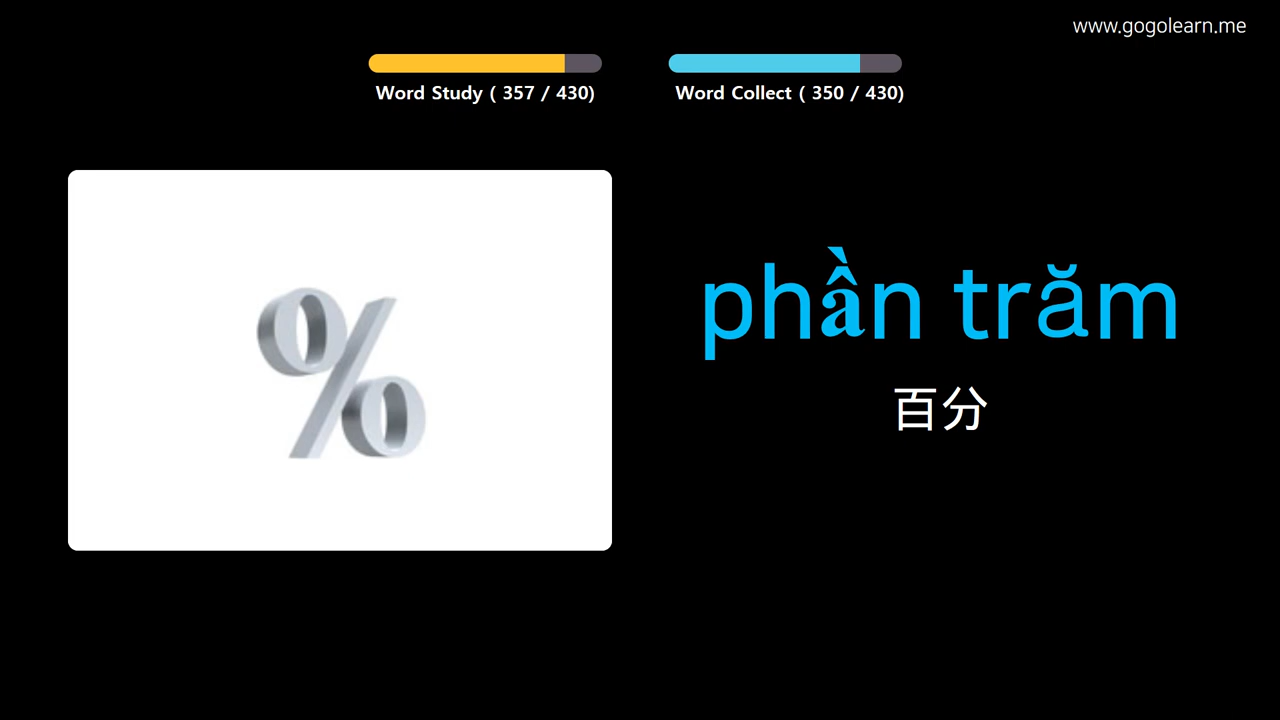 www.gogolearn.me
Word Study ( 357 / 430)
Word Collect ( 350 / 430)
%
phần trăm
百分